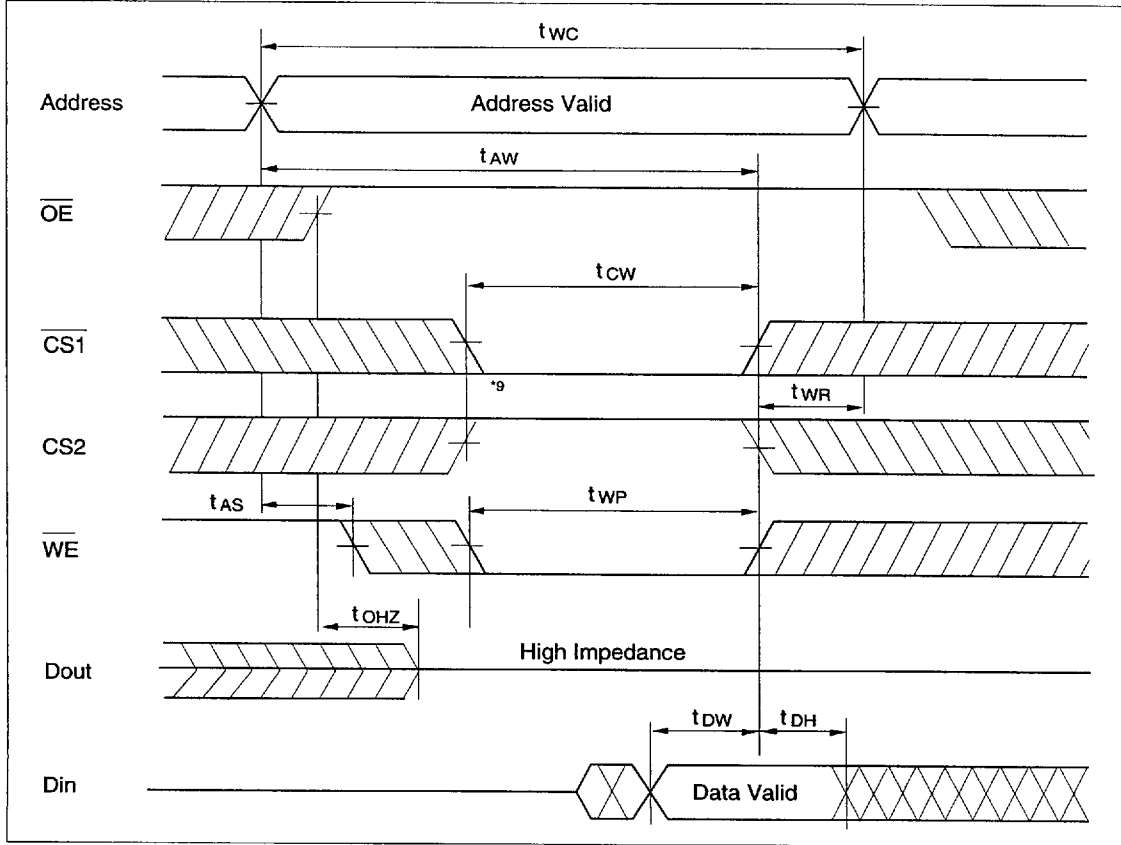 tWC
Address
Address Valid
tAW
OE
tCW
CS1
*9
tWR
CS2
tAS
tWP
WE
tOHZ
High Impedance
Dout
tDW
tDH
Din
Data Valid